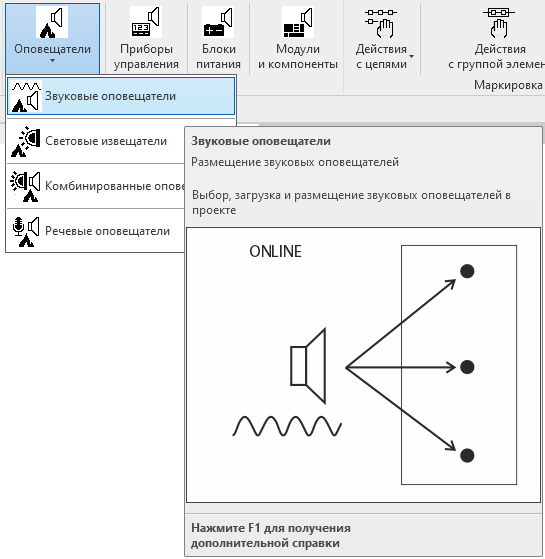 Оповещатели
Приборы
управления
Блоки
питания
Модули
и компоненты
Действия
с цепями
Действия
с группой элемен
Маркировка
Звуковые оповещатели
Световые извещатели
Комбинированные опове
Речевые оповещатели
Звуковые оповещатели
Размещение звуковых оповещателей
Выбор, загрузка и размещение звуковых оповещателей в
проекте
ONLINE
Нажмите F1 для получения
дополнительной справки